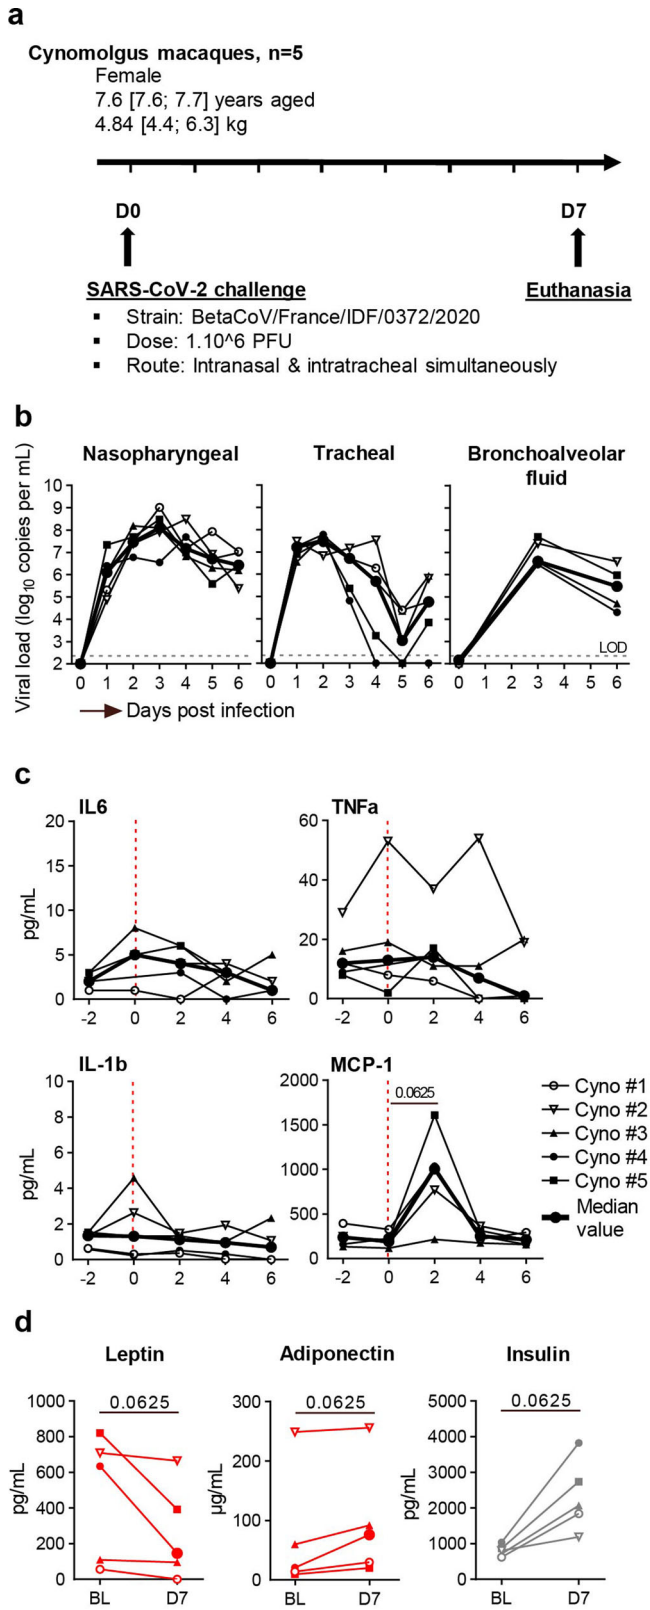 a
Cynomolgus macaques, n=5
Female
7.6 [7.6; 7.7] years aged
4.84 [4.4; 6.3] kg
D0
D7
SARS-CoV-2 challenge
Euthanasia
▪ Strain: BetaCoV/France/IDF/0372/2020
▪ Dose: 1.10^6 PFU
▪ Route: Intranasal & intratracheal simultaneously
b
Nasopharyngeal
Tracheal
Bronchoalveolar
fluid
Viral load (log10 copies per mL)
10
9
8
7
6
5
4
3
2
LOD
0 1 2 3 4 5 6
0 1 2 3 4 5 6
0 1 2 3 4 5 6
Days post infection
c
IL6
pg/mL
20
15
10
5
0
-2 0 2 4 6
TNFa
60
40
20
0
-2 0 2 4 6
IL-1b
pg/mL
10
8
6
4
2
0
-2 0 2 4 6
MCP-1
2000
1500
1000
500
0
0.0625
-2 0 2 4 6
Cyno #1
Cyno #2
Cyno #3
Cyno #4
Cyno #5
Median
value
d
Leptin
pg/mL
1000
800
600
400
200
0
0.0625
BL D7
Adiponectin
µg/mL
300
200
100
0
0.0625
BL D7
Insulin
pg/mL
5000
4000
3000
2000
1000
0
0.0625
BL D7